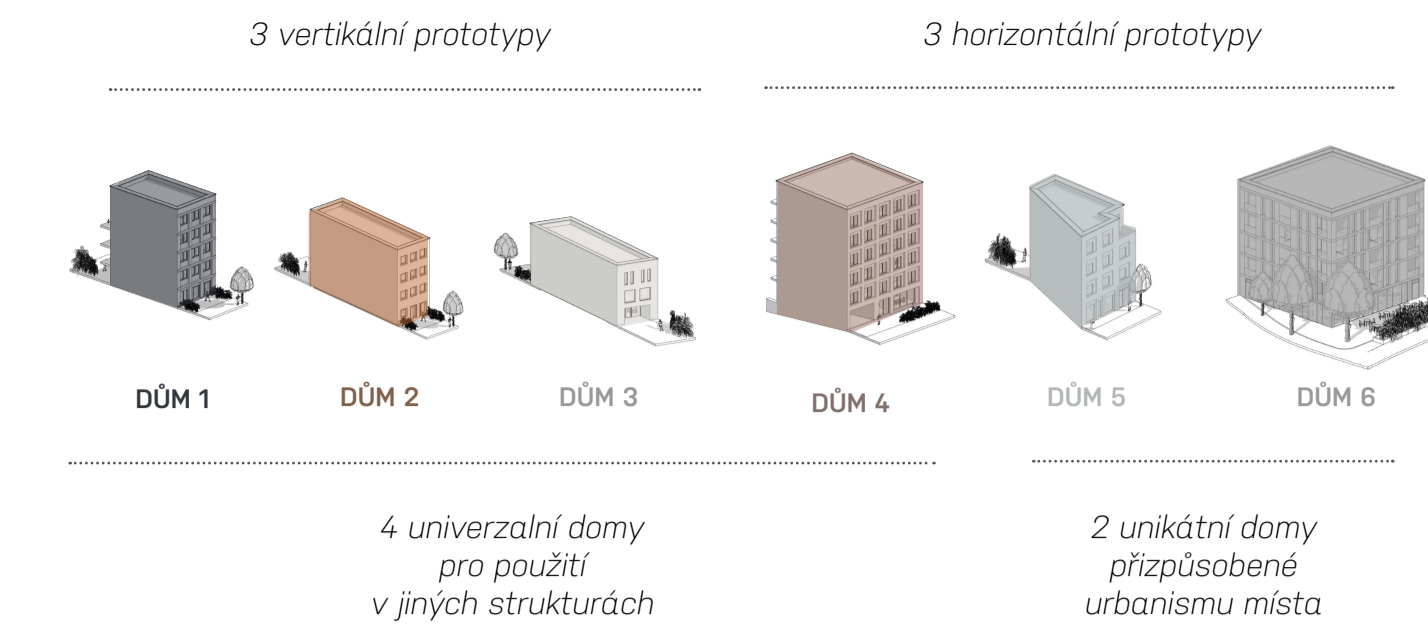 3 vertikální prototypy
3 horizontální prototypy
DŮM 1
DŮM 2
DŮM 3
DŮM 4
DŮM 5
DŮM 6
4 univerzalní domy
pro použití
v jiných strukturách
2 unikátní domy
přizpůsobené
urbanismu místa